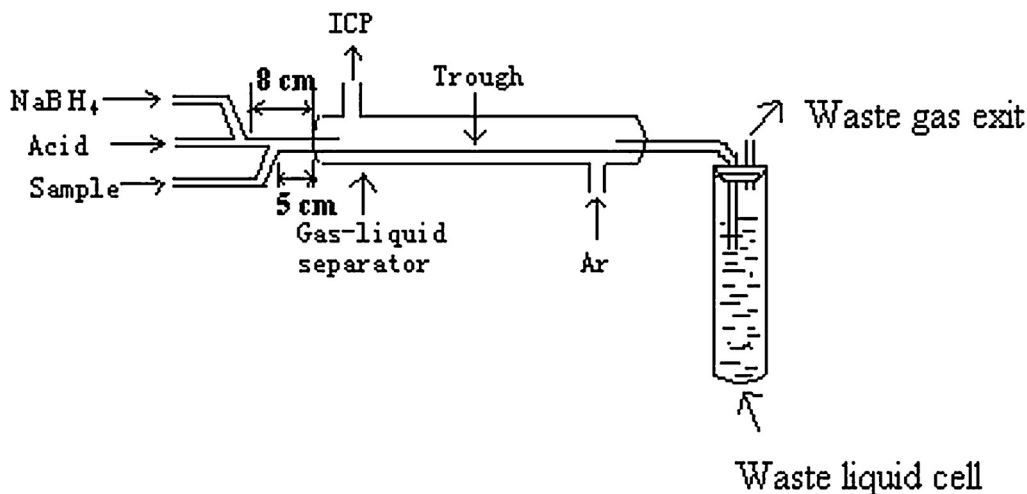 ICP
8 cm
Trough
NaBH₄
Waste gas exit
Acid
Sample
5 cm
Gas-liquid
separator
Ar
Waste liquid cell